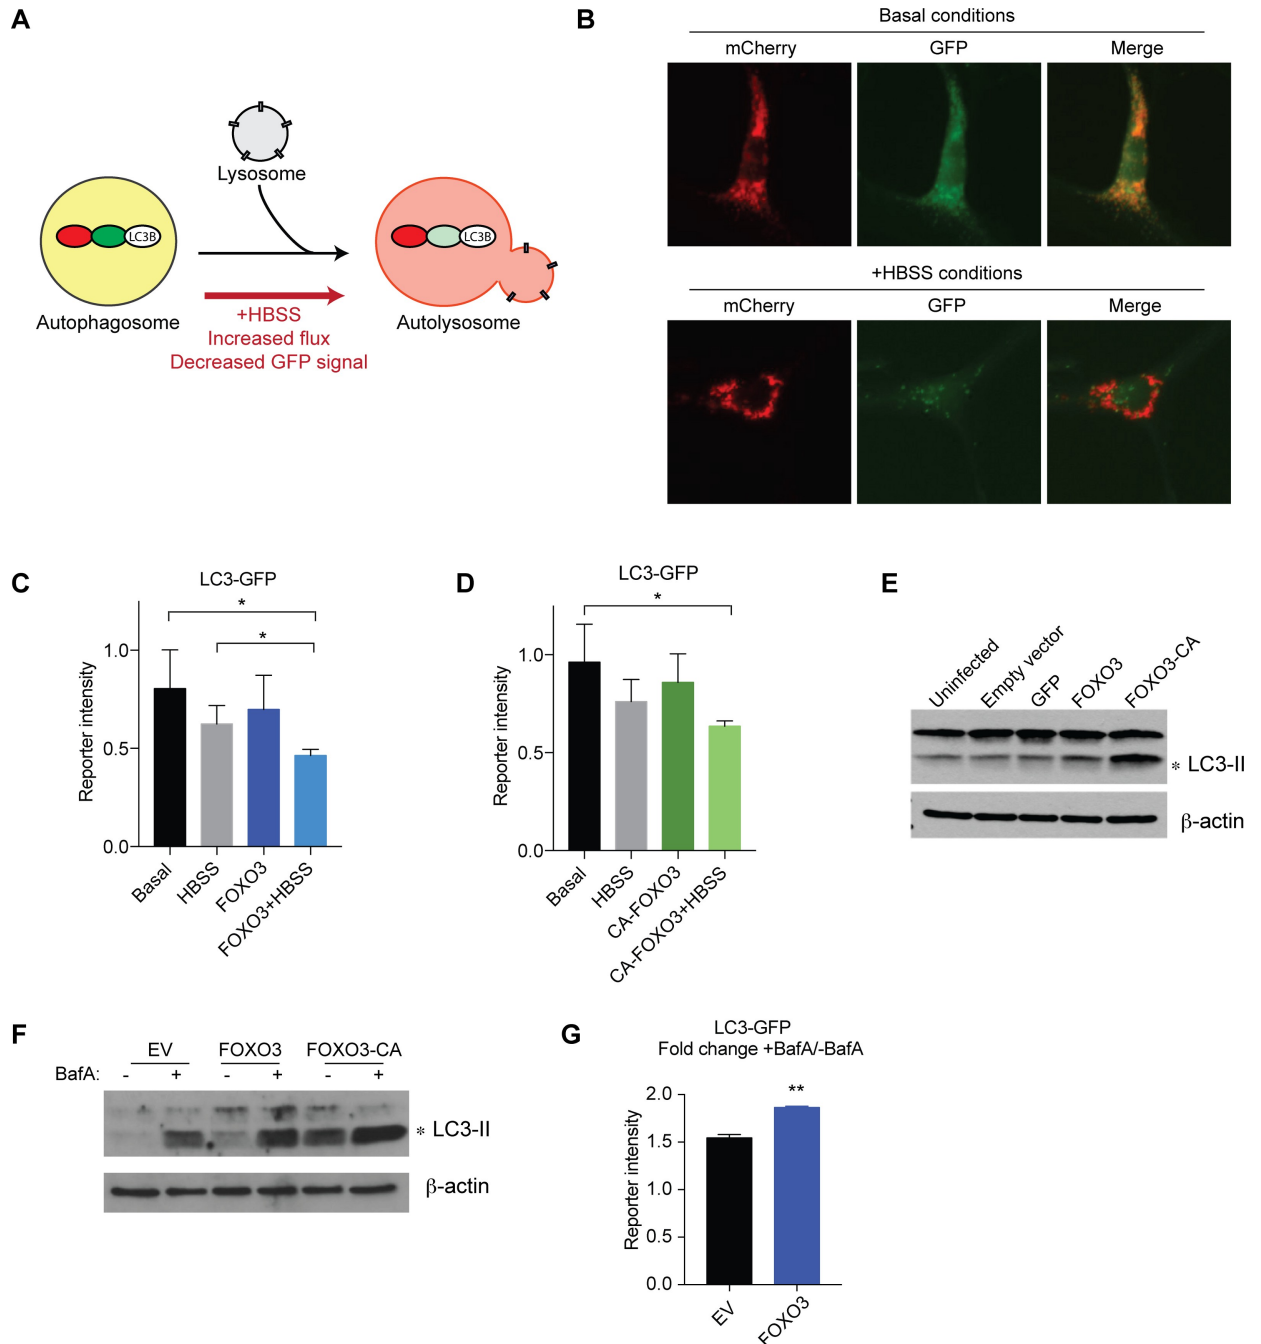 A
Lysosome
LC3B
LC3B
Autophagosome
Autolysosome
+HBSS
Increased flux
Decreased GFP signal
B
Basal conditions
mCherry GFP Merge
+HBSS conditions
mCherry GFP Merge
C
LC3-GFP
*
*
Reporter intensity
1.0
0.5
0.0
Basal
HBSS
FOXO3
FOXO3+HBSS
D
LC3-GFP
*
Reporter intensity
1.0
0.5
0.0
Basal
HBSS
CA-FOXO3
CA-FOXO3+HBSS
E
Uninfected
Empty vector
GFP
FOXO3
FOXO3-CA
* LC3-II
β-actin
F
EV FOXO3 FOXO3-CA
BafA: - + - + - +
* LC3-II
β-actin
G
LC3-GFP
Fold change +BafA/-BafA
**
Reporter intensity
2.0
1.5
1.0
0.5
0.0
EV
FOXO3